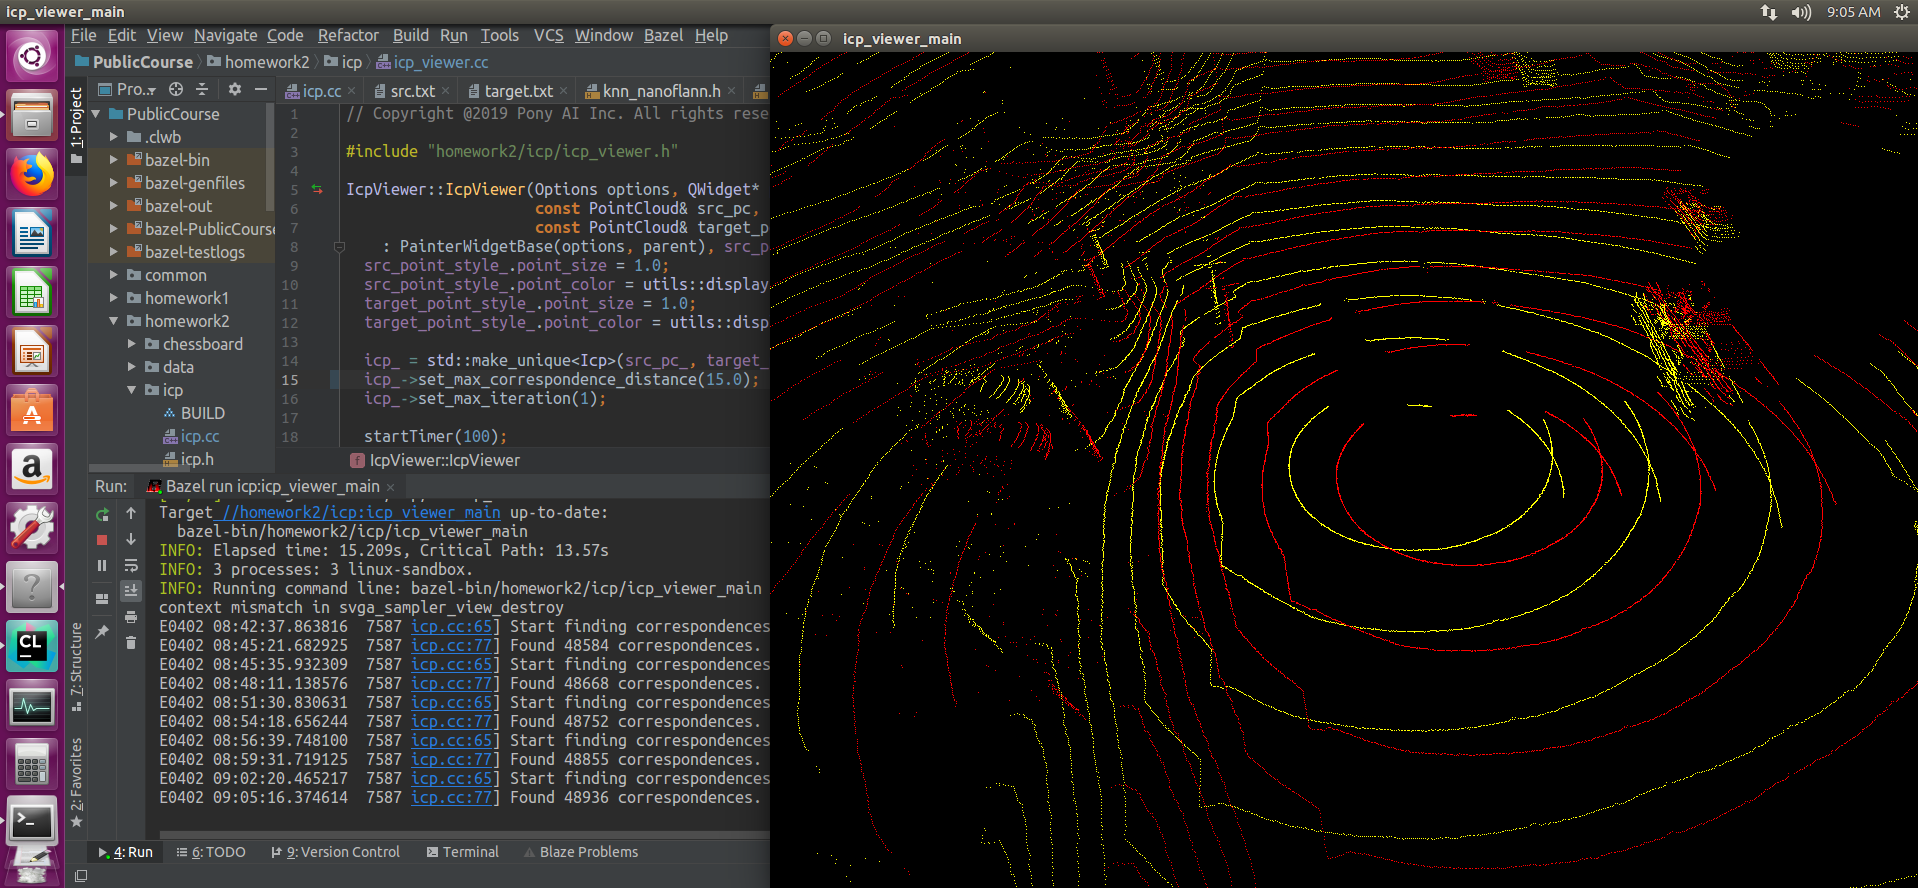 icp_viewer_main
9:05 AM
File Edit View Navigate Code Refactor Build Run Tools VCS Window Bazel Help
icp_viewer_main
PublicCourse homework2 icp icp_viewer.cc
1: Project
Pro...
icp.cc src.txt target.txt knn_nanoflann.h
PublicCourse
.clwb
bazel-bin
bazel-genfiles
bazel-out
bazel-PublicCourse
bazel-testlogs
common
homework1
homework2
chessboard
data
icp
BUILD
icp.cc
icp.h
1 // Copyright @2019 Pony AI Inc. All rights rese
2
3 #include "homework2/icp/icp_viewer.h"
4
5 IcpViewer::IcpViewer(Options options, QWidget*
6 const PointCloud& src_pc,
7 const PointCloud& target_p
8 : PainterWidgetBase(options, parent), src_p
9 src_point_style_.point_size = 1.0;
10 src_point_style_.point_color = utils::display
11 target_point_style_.point_size = 1.0;
12 target_point_style_.point_color = utils::disp
13
14 icp_ = std::make_unique<Icp>(src_pc_, target_
15 icp_->set_max_correspondence_distance(15.0);
16 icp_->set_max_iteration(1);
17
18 startTimer(100);
f IcpViewer::IcpViewer
Run: Bazel run icp:icp_viewer_main
Target //homework2/icp:icp_viewer_main up-to-date:
bazel-bin/homework2/icp/icp_viewer_main
INFO: Elapsed time: 15.209s, Critical Path: 13.57s
INFO: 3 processes: 3 linux-sandbox.
INFO: Running command line: bazel-bin/homework2/icp/icp_viewer_main
context mismatch in svga_sampler_view_destroy
E0402 08:42:37.863816 7587 icp.cc:65] Start finding correspondences
E0402 08:45:21.682925 7587 icp.cc:77] Found 48584 correspondences.
E0402 08:45:35.932309 7587 icp.cc:65] Start finding correspondences
E0402 08:48:11.138576 7587 icp.cc:77] Found 48668 correspondences.
E0402 08:51:30.830631 7587 icp.cc:65] Start finding correspondences
E0402 08:54:18.656244 7587 icp.cc:77] Found 48752 correspondences.
E0402 08:56:39.748100 7587 icp.cc:65] Start finding correspondences
E0402 08:59:31.719125 7587 icp.cc:77] Found 48855 correspondences.
E0402 09:02:20.465217 7587 icp.cc:65] Start finding correspondences
E0402 09:05:16.374614 7587 icp.cc:77] Found 48936 correspondences.
7: Structure
2: Favorites
4: Run 6: TODO 9: Version Control Terminal Blaze Problems
CL